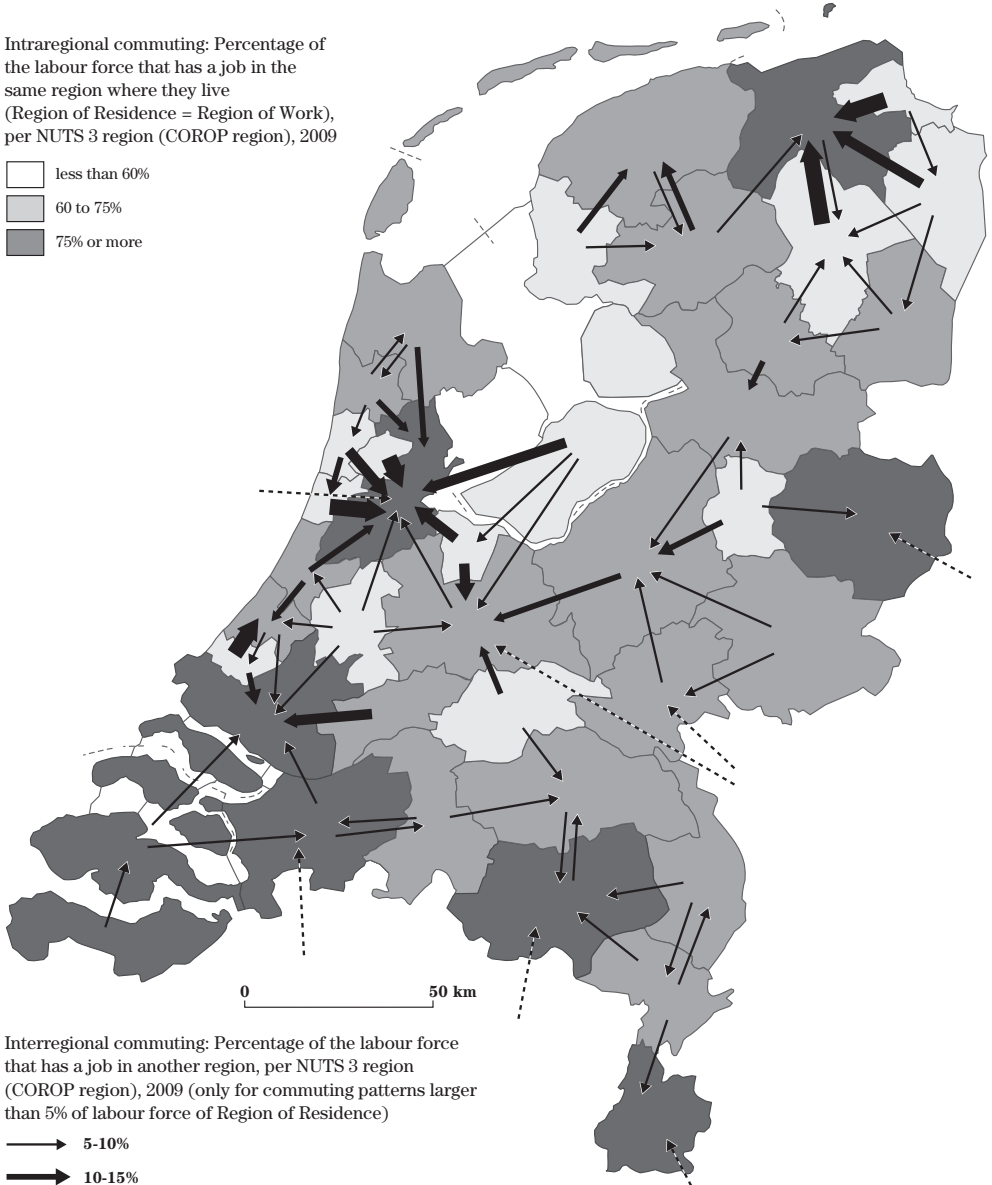 Intraregional commuting: Percentage of
the labour force that has a job in the
same region where they live
(Region of Residence = Region of Work),
per NUTS 3 region (COROP region), 2009
less than 60%
60 to 75%
75% or more
0 50 km
Interregional commuting: Percentage of the labour force
that has a job in another region, per NUTS 3 region
(COROP region), 2009 (only for commuting patterns larger
than 5% of labour force of Region of Residence)
5-10%
10-15%